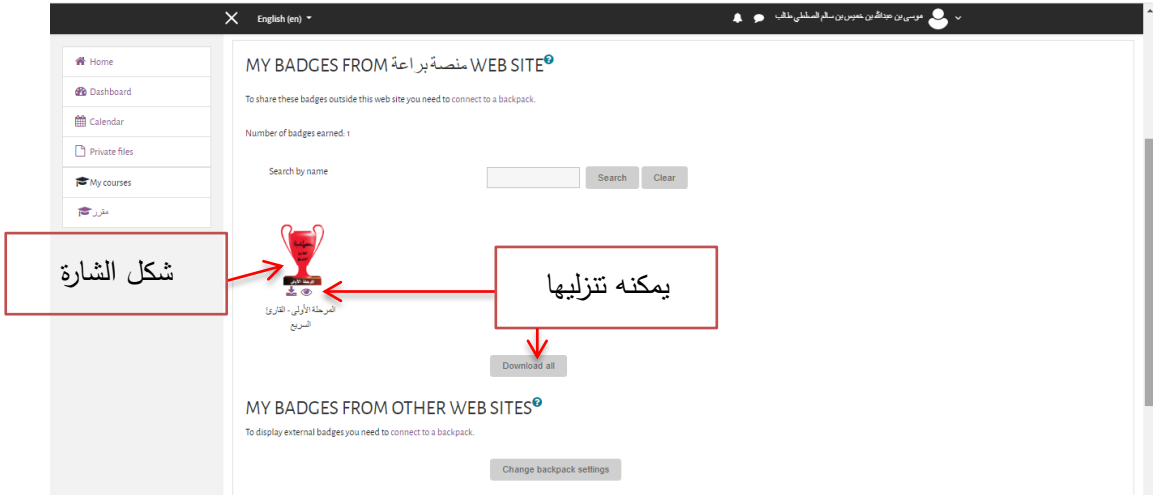 English (en)
موسى بن عبدالله بن خميس بن سالم السلطي طالب
Home
Dashboard
Calendar
Private files
My courses
مقرر
MY BADGES FROM منصة براعة WEB SITE
To share these badges outside this web site you need to connect to a backpack.
Number of badges earned: 1
Search by name
Search
Clear
شكل الشارة
يمكنه تنزليها
المرحلة الأولى
المرحلة الأولى - القارئ
السريع
Download all
MY BADGES FROM OTHER WEB SITES
To display external badges you need to connect to a backpack.
Change backpack settings